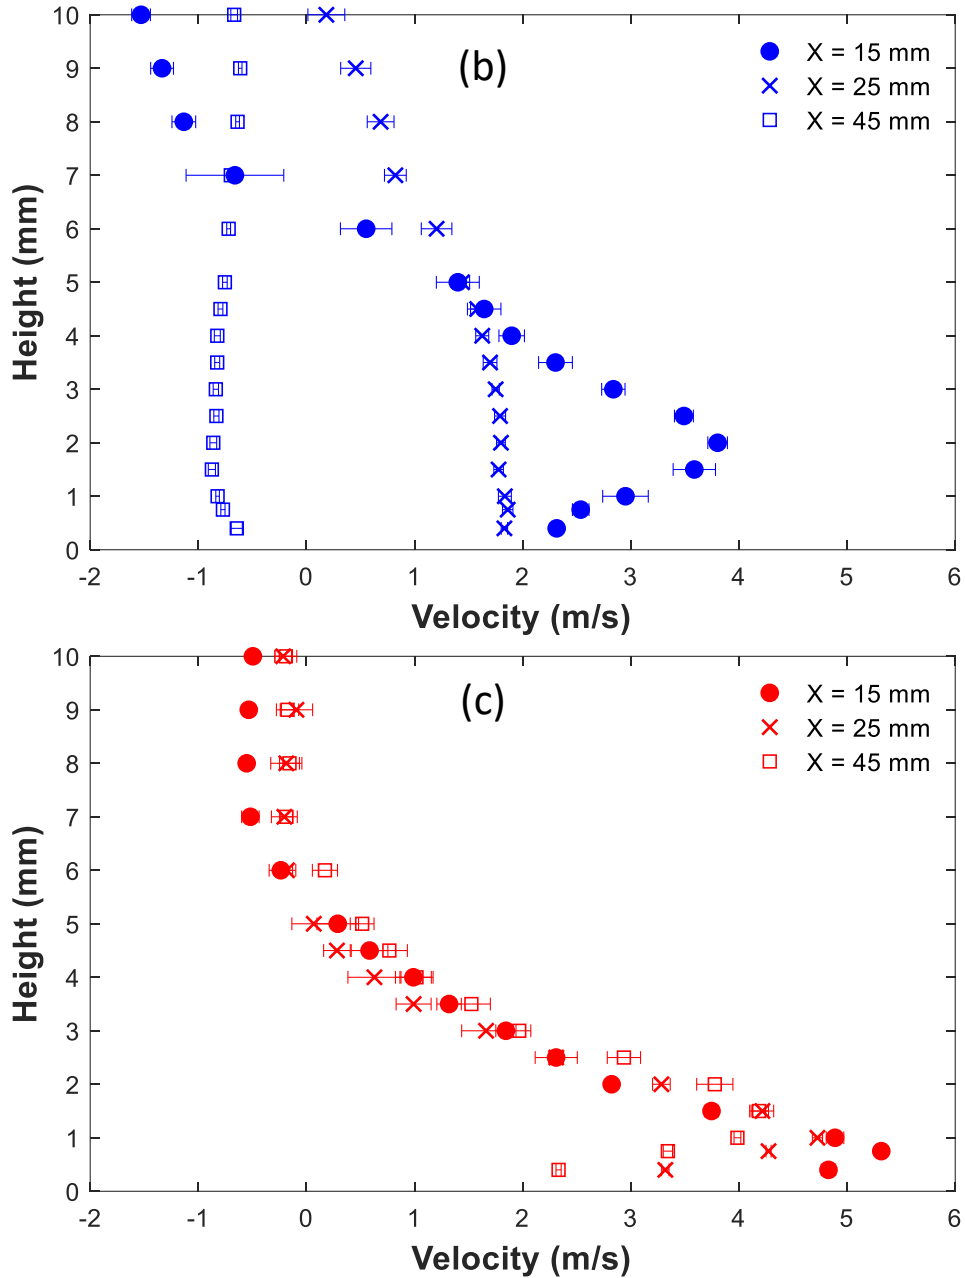 10
9
8
7
6
5
4
3
2
1
0
Height (mm)
(b)
X = 15 mm
X = 25 mm
X = 45 mm
-2 -1 0 1 2 3 4 5 6
Velocity (m/s)
10
9
8
7
6
5
4
3
2
1
0
Height (mm)
(c)
X = 15 mm
X = 25 mm
X = 45 mm
-2 -1 0 1 2 3 4 5 6
Velocity (m/s)